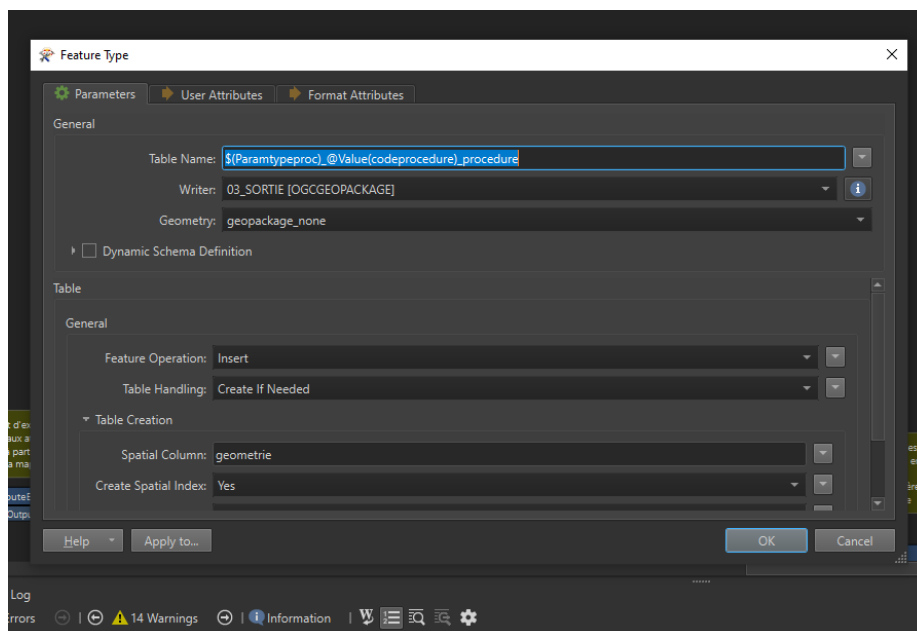 Feature Type
Parameters
User Attributes
Format Attributes
General
Table Name: $(Paramtypeproc)_@Value(codeprocedure)_procedure
Writer: 03_SORTIE [OGCGEOPACKAGE]
Geometry: geopackage_none
Dynamic Schema Definition
Table
General
Feature Operation: Insert
Table Handling: Create If Needed
Table Creation
Spatial Column: geometrie
Create Spatial Index: Yes
Help
Apply to...
OK
Cancel
Log
14 Warnings
Information